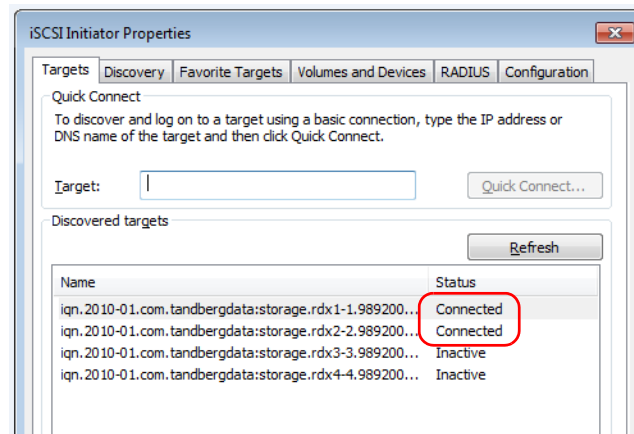 iSCSI Initiator Properties
Targets Discovery Favorite Targets Volumes and Devices RADIUS Configuration
Quick Connect
To discover and log on to a target using a basic connection, type the IP address or
DNS name of the target and then click Quick Connect.
Target: Quick Connect...
Discovered targets
Refresh
Name Status
iqn.2010-01.com.tandbergdata:storage.rdx1-1.989200... Connected
iqn.2010-01.com.tandbergdata:storage.rdx2-2.989200... Connected
iqn.2010-01.com.tandbergdata:storage.rdx3-3.989200... Inactive
iqn.2010-01.com.tandbergdata:storage.rdx4-4.989200... Inactive